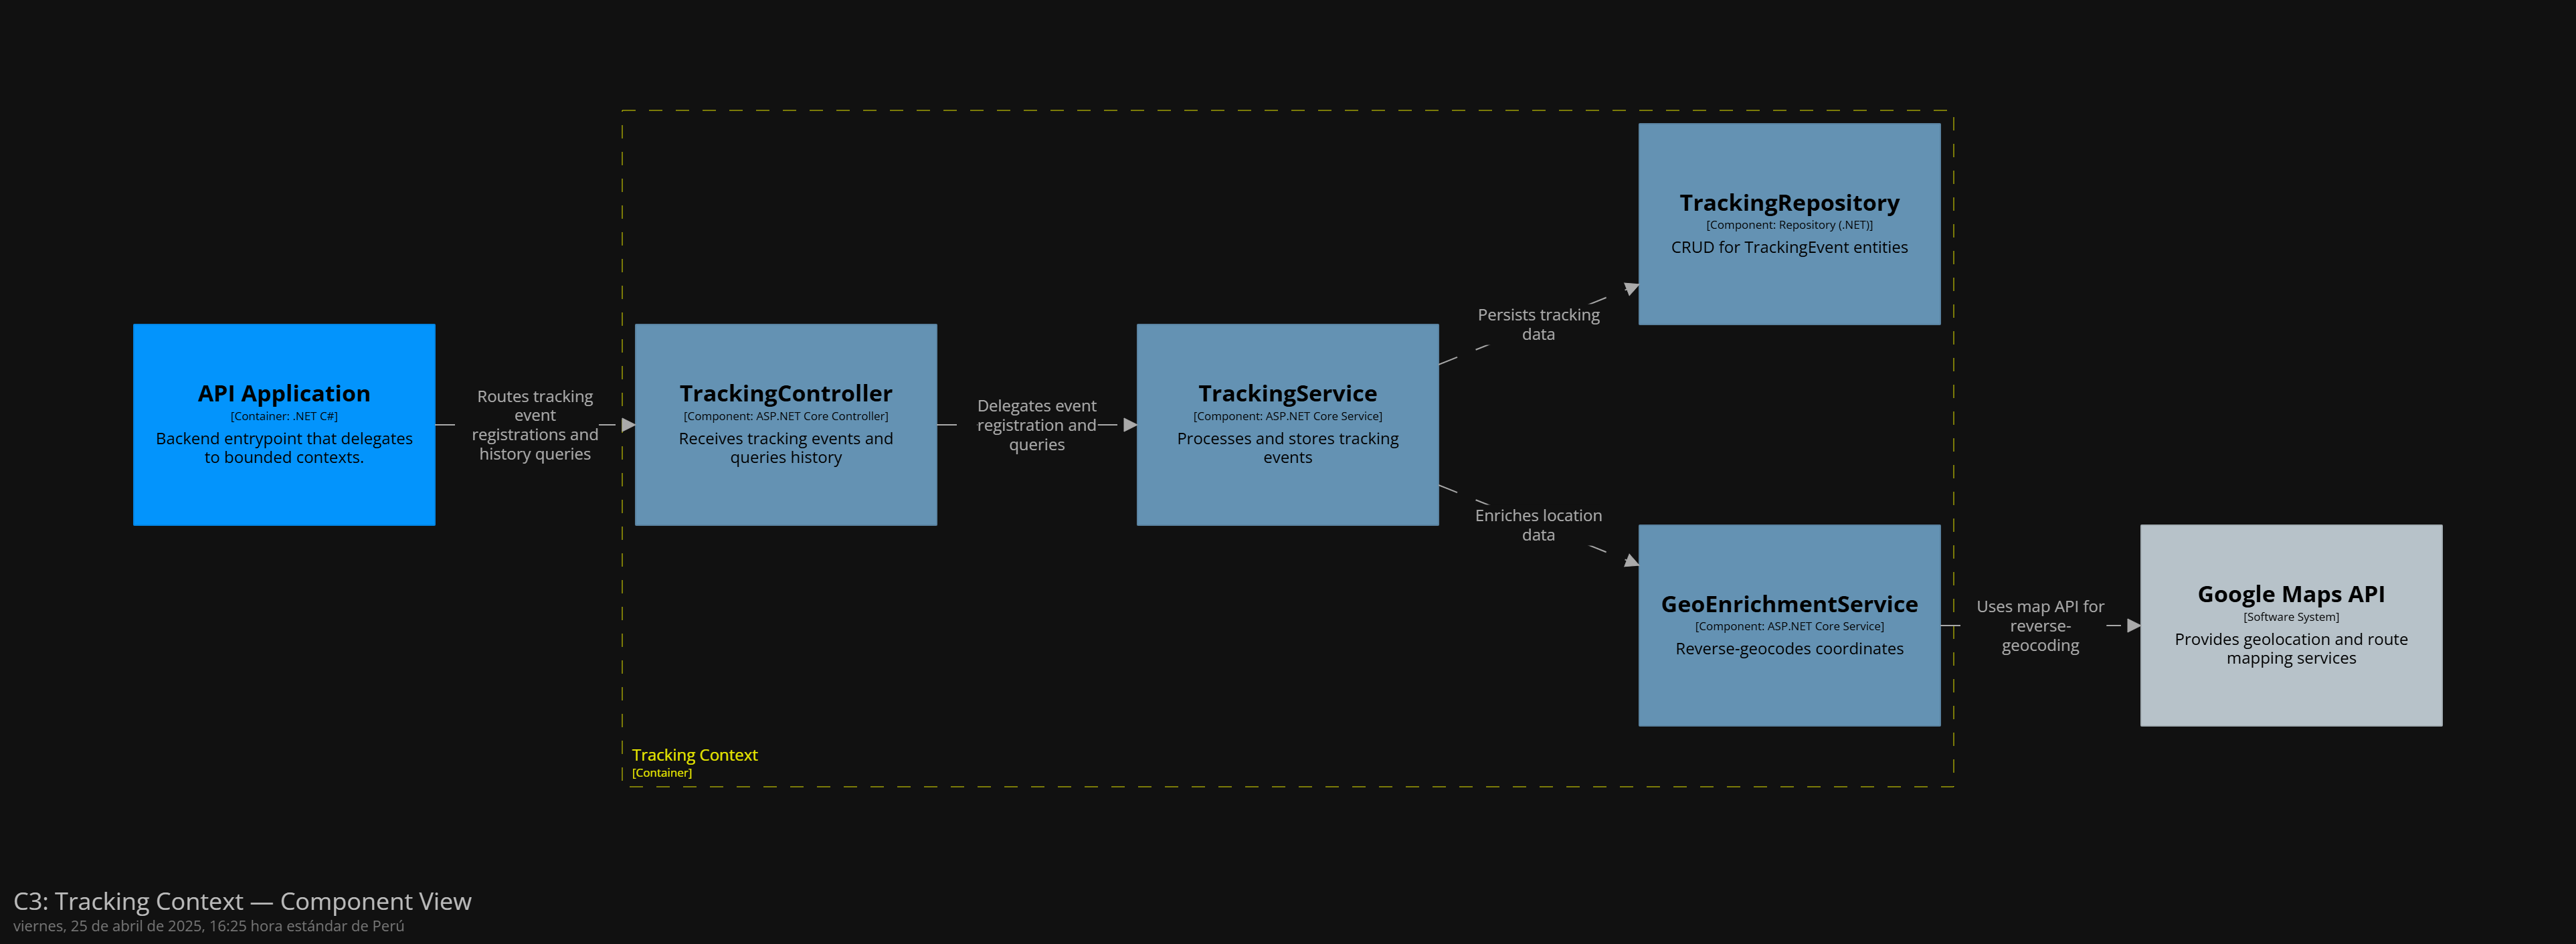 API Application
[Container: .NET C#]
Backend entrypoint that delegates
to bounded contexts.
Routes tracking
event
registrations and
history queries
TrackingController
[Component: ASP.NET Core Controller]
Receives tracking events and
queries history
Delegates event
registration and
queries
TrackingService
[Component: ASP.NET Core Service]
Processes and stores tracking
events
Persists tracking
data
TrackingRepository
[Component: Repository (.NET)]
CRUD for TrackingEvent entities
Enriches location
data
GeoEnrichmentService
[Component: ASP.NET Core Service]
Reverse-geocodes coordinates
Uses map API for
reverse-
geocoding
Google Maps API
[Software System]
Provides geolocation and route
mapping services
Tracking Context
[Container]
C3: Tracking Context — Component View
viernes, 25 de abril de 2025, 16:25 hora estándar de Perú